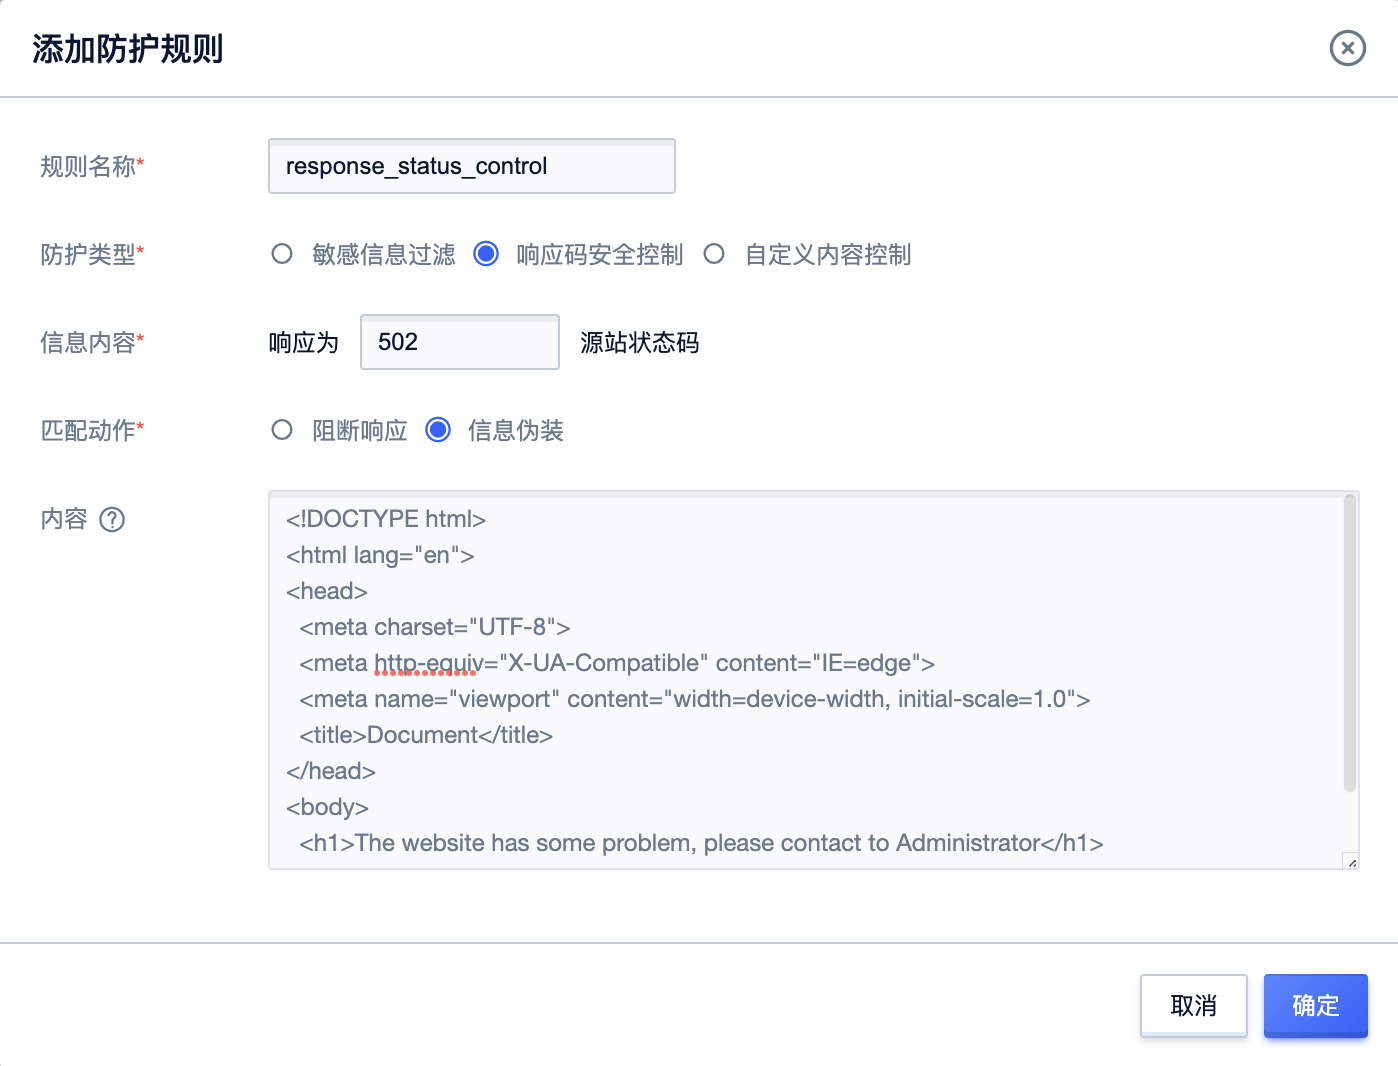 添加防护规则
规则名称* response_status_control
防护类型* 敏感信息过滤 响应码安全控制 自定义内容控制
信息内容* 响应为 502 源站状态码
匹配动作* 阻断响应 信息伪装
内容 ?
<!DOCTYPE html>
<html lang="en">
<head>
  <meta charset="UTF-8">
  <meta http-equiv="X-UA-Compatible" content="IE=edge">
  <meta name="viewport" content="width=device-width, initial-scale=1.0">
  <title>Document</title>
</head>
<body>
  <h1>The website has some problem, please contact to Administrator</h1>
取消 确定